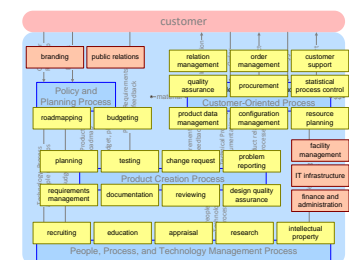 customer
branding
public relations
relation management
order management
customer support
Policy and Planning Process
quality assurance
procurement
statistical process control
Customer-Oriented Process
roadmapping
budgeting
product data management
configuration management
resource planning
facility management
planning
testing
change request
problem reporting
IT infrastructure
Product Creation Process
requirements management
documentation
reviewing
design quality assurance
finance and administration
recruiting
education
appraisal
research
intellectual property
People, Process, and Technology Management Process